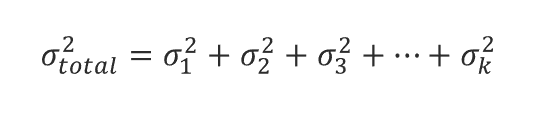 σ²_total = σ²_1 + σ²_2 + σ²_3 + ⋯ + σ²_k